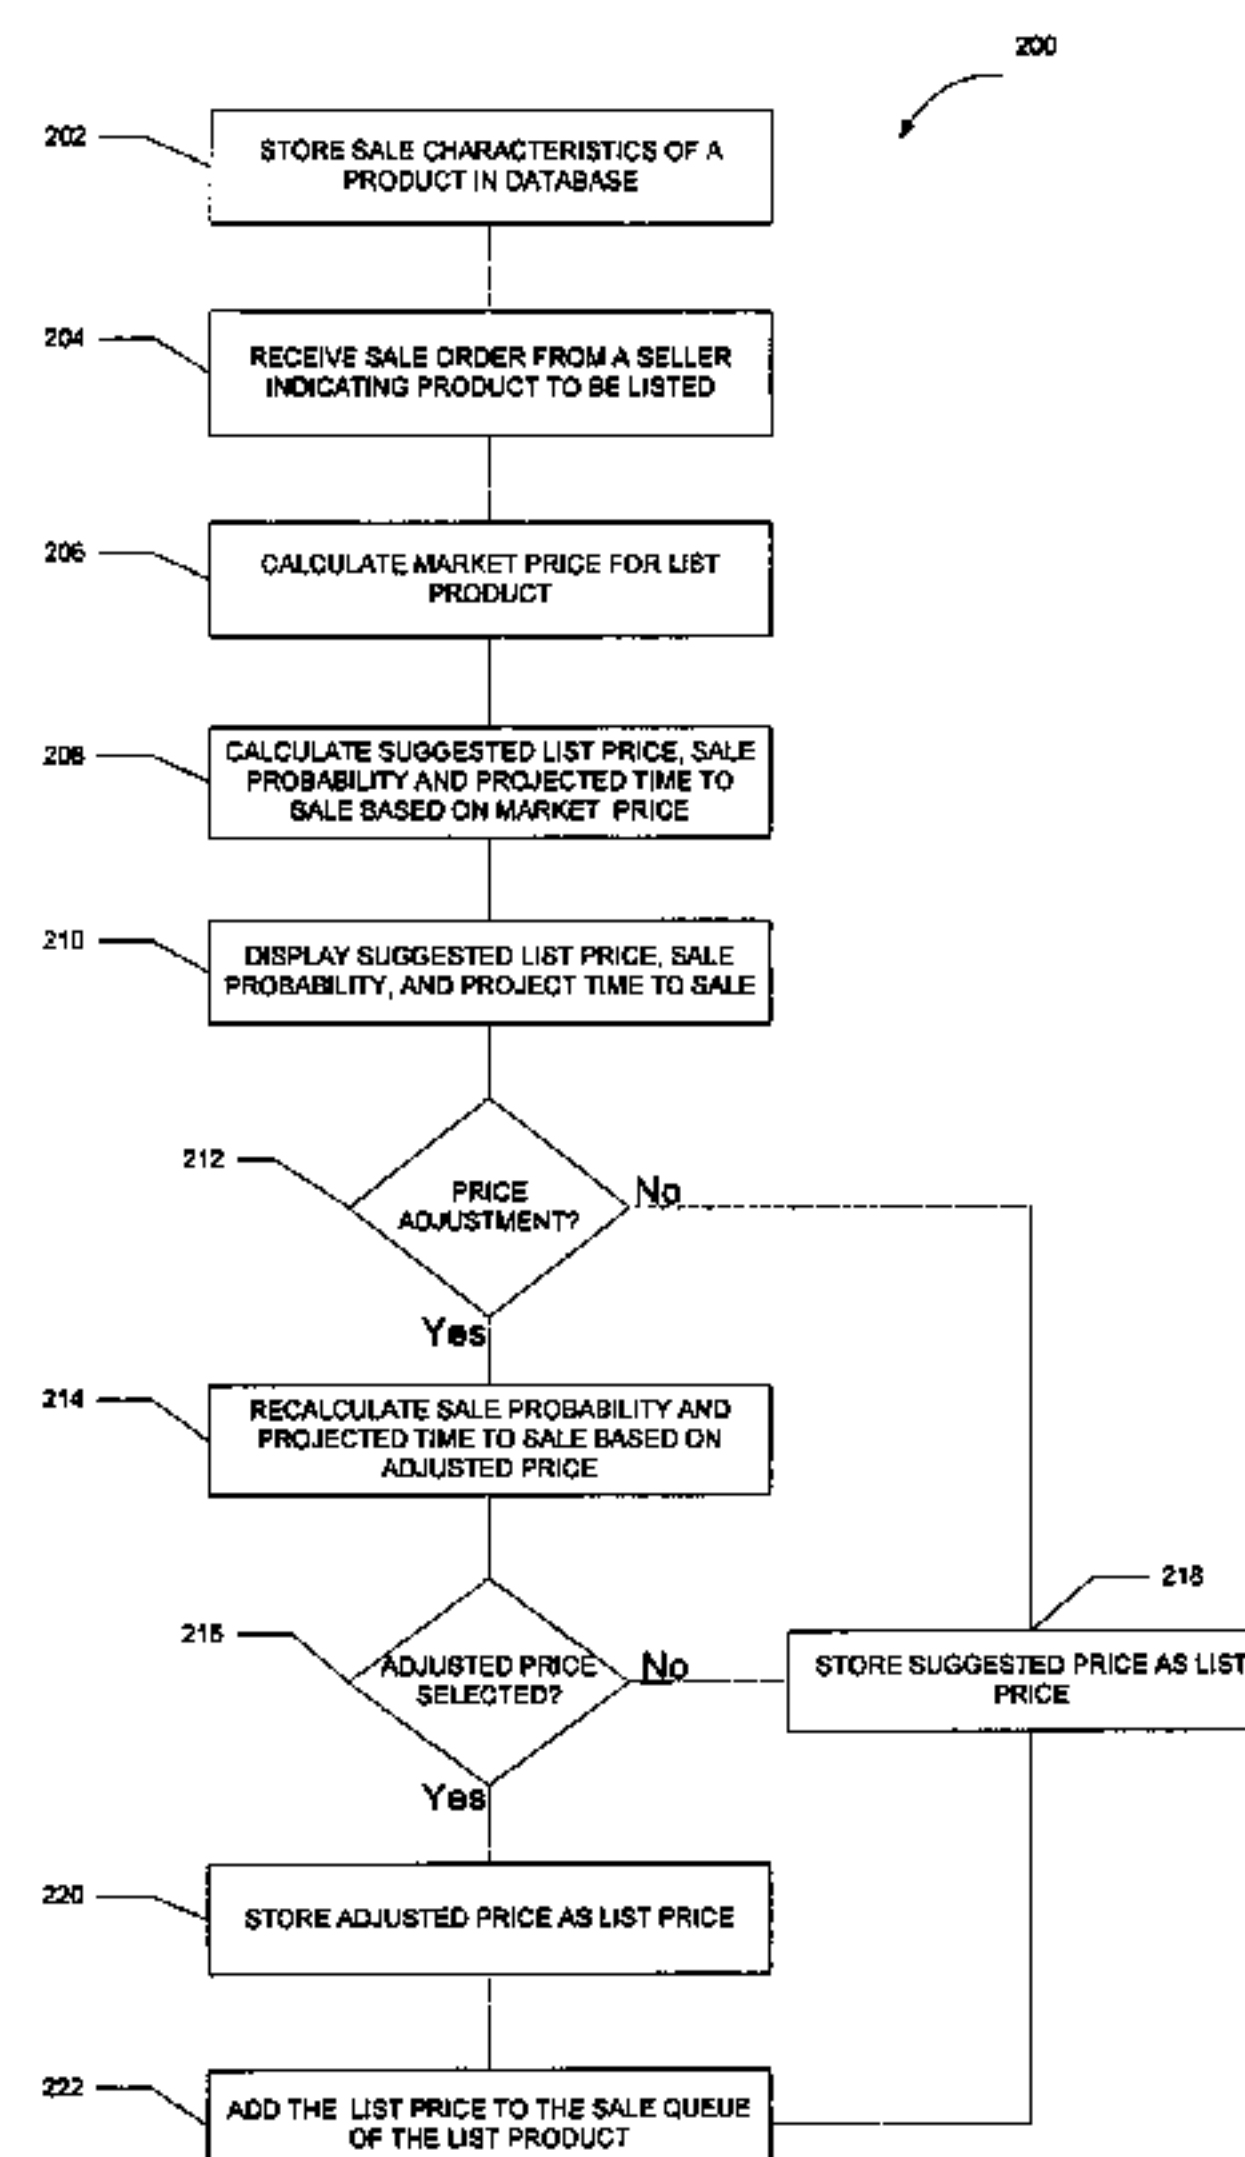 200
202
STORE SALE CHARACTERISTICS OF A
PRODUCT IN DATABASE
204
RECEIVE SALE ORDER FROM A SELLER
INDICATING PRODUCT TO BE LISTED
206
CALCULATE MARKET PRICE FOR LIST
PRODUCT
208
CALCULATE SUGGESTED LIST PRICE, SALE
PROBABILITY AND PROJECTED TIME TO
SALE BASED ON MARKET PRICE
210
DISPLAY SUGGESTED LIST PRICE, SALE
PROBABILITY, AND PROJECT TIME TO SALE
212
PRICE
ADJUSTMENT?
No
Yes
214
RECALCULATE SALE PROBABILITY AND
PROJECTED TIME TO SALE BASED ON
ADJUSTED PRICE
216
ADJUSTED PRICE
SELECTED?
No
Yes
218
STORE SUGGESTED PRICE AS LIST
PRICE
220
STORE ADJUSTED PRICE AS LIST PRICE
222
ADD THE LIST PRICE TO THE SALE QUEUE
OF THE LIST PRODUCT